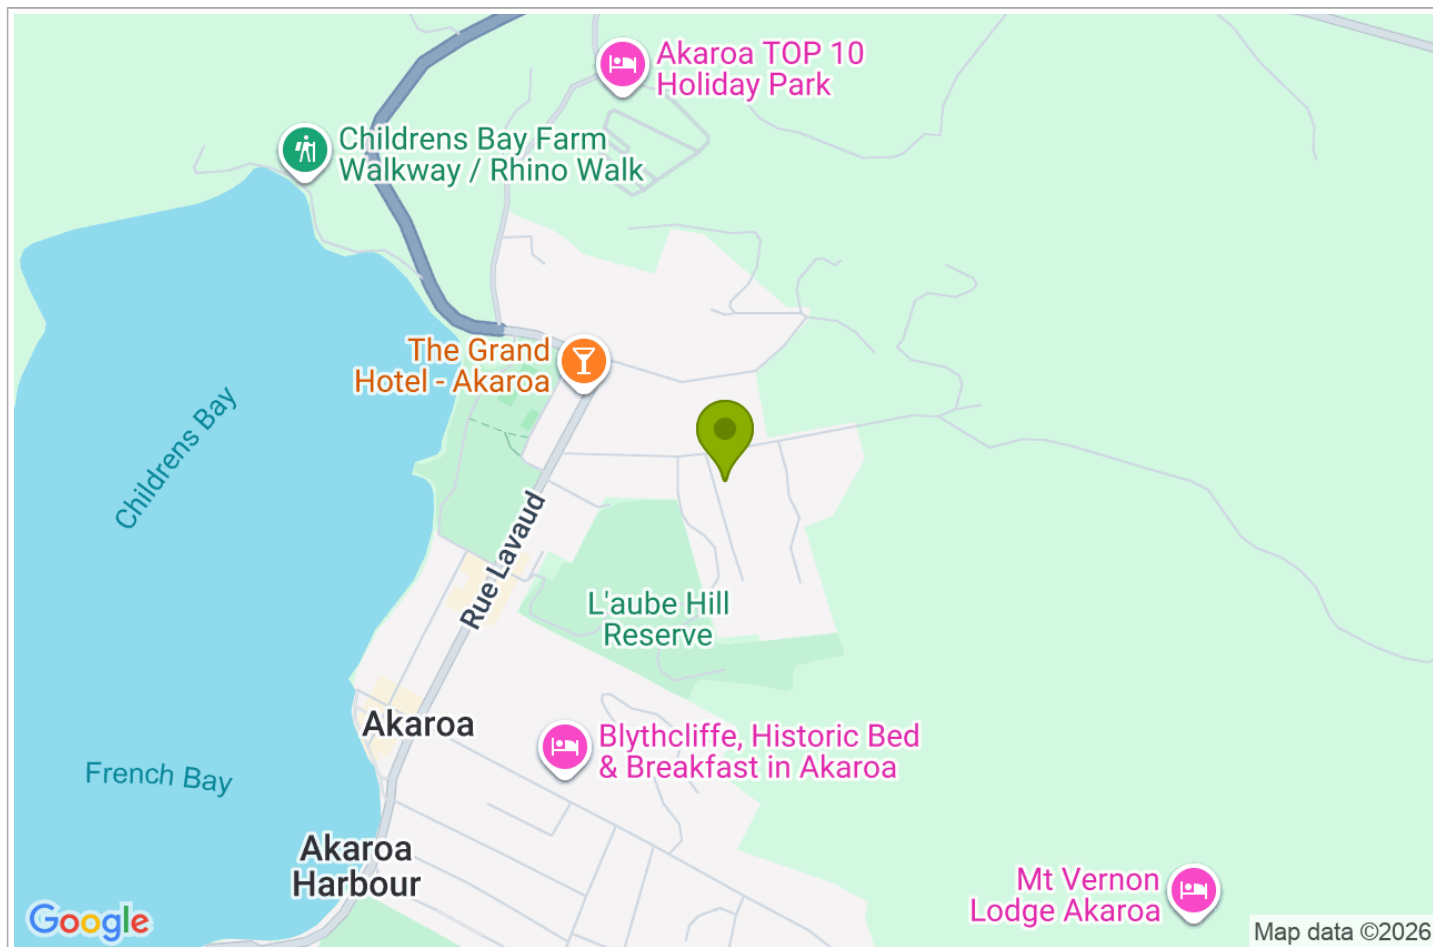 Akaroa TOP 10
Holiday Park
Childrens Bay Farm
Walkway / Rhino Walk
The Grand
Hotel - Akaroa
Childrens Bay
Rue Lavaud
L'aube Hill
Reserve
Akaroa
Blythcliffe, Historic Bed
& Breakfast in Akaroa
French Bay
Akaroa
Harbour
Mt Vernon
Lodge Akaroa
Google
Map data ©2026